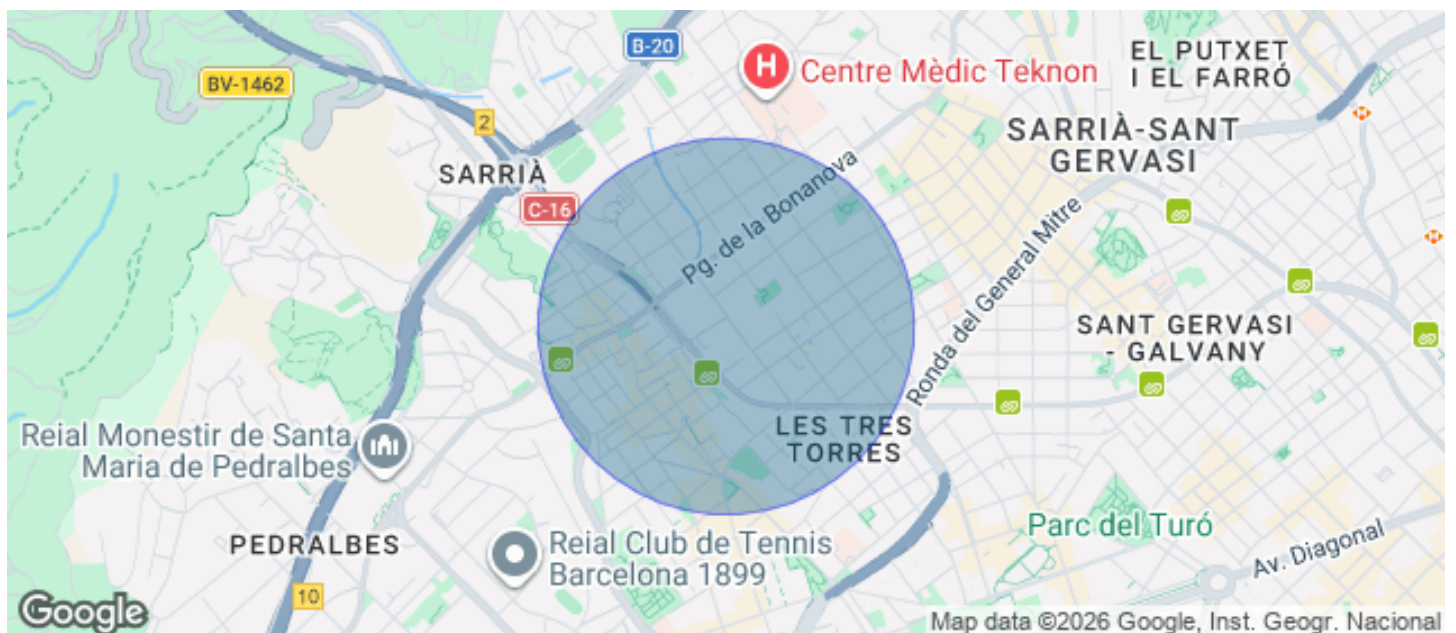 B-20
BV-1462
Centre Mèdic Teknon
EL PUTXET
I EL FARRÓ
2
SARRIÀ-SANT
GERVASI
SARRIÀ
C-16
Pg. de la Bonanova
Ronda del General Mitre
SANT GERVASI
- GALVANY
LES TRES
TORRES
Reial Monestir de Santa
Maria de Pedralbes
PEDRALBES
Reial Club de Tennis
Barcelona 1899
Parc del Turó
Av. Diagonal
10
Google
Map data ©2026 Google, Inst. Geogr. Nacional
H